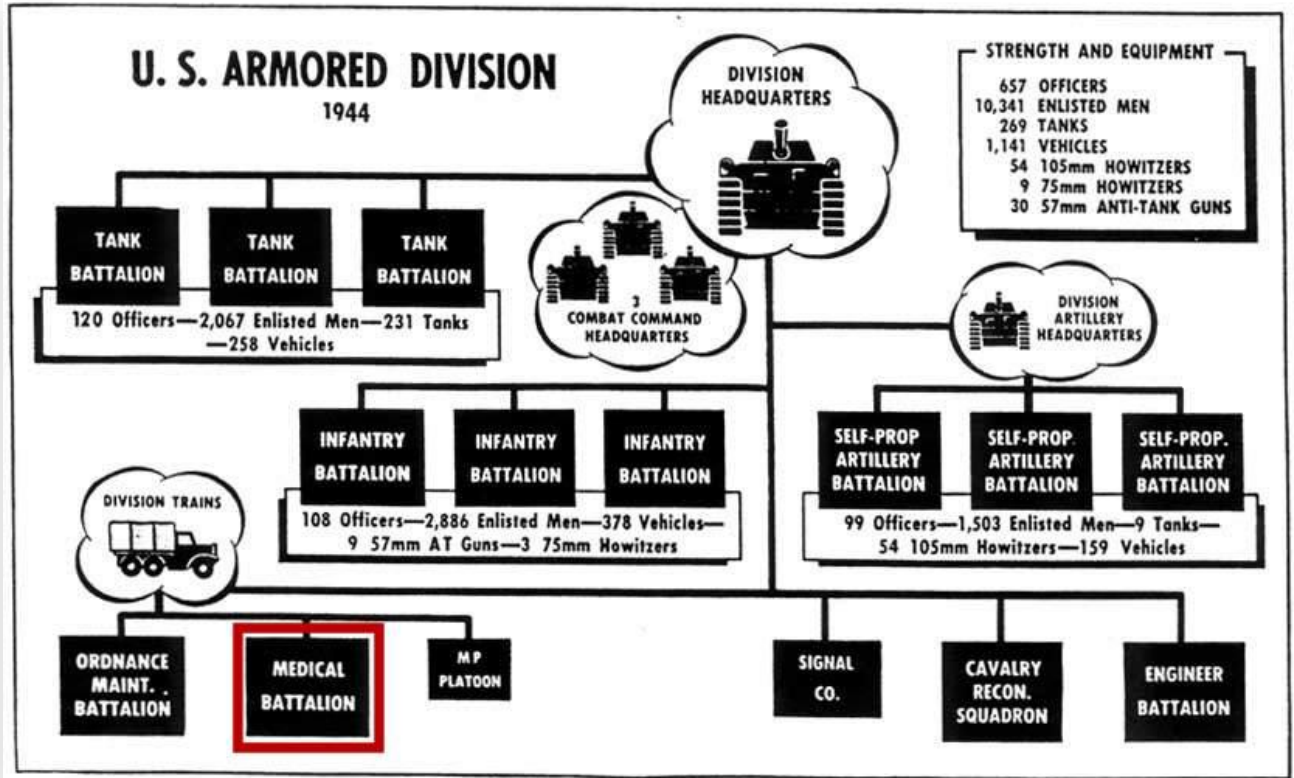 U. S. ARMORED DIVISION
1944
DIVISION
HEADQUARTERS
STRENGTH AND EQUIPMENT
657 OFFICERS
10,341 ENLISTED MEN
269 TANKS
1,141 VEHICLES
54 105mm HOWITZERS
9 75mm HOWITZERS
30 57mm ANTI-TANK GUNS
TANK
BATTALION
TANK
BATTALION
TANK
BATTALION
120 Officers—2,067 Enlisted Men—231 Tanks
—258 Vehicles
3
COMBAT COMMAND
HEADQUARTERS
DIVISION
ARTILLERY
HEADQUARTERS
INFANTRY
BATTALION
INFANTRY
BATTALION
INFANTRY
BATTALION
108 Officers—2,886 Enlisted Men—378 Vehicles—
9 57mm AT Guns—3 75mm Howitzers
SELF-PROP
ARTILLERY
BATTALION
SELF-PROP.
ARTILLERY
BATTALION
SELF-PROP.
ARTILLERY
BATTALION
99 Officers—1,503 Enlisted Men—9 Tanks—
54 105mm Howitzers—159 Vehicles
DIVISION TRAINS
ORDNANCE
MAINT.
BATTALION
MEDICAL
BATTALION
MP
PLATOON
SIGNAL
CO.
CAVALRY
RECON.
SQUADRON
ENGINEER
BATTALION